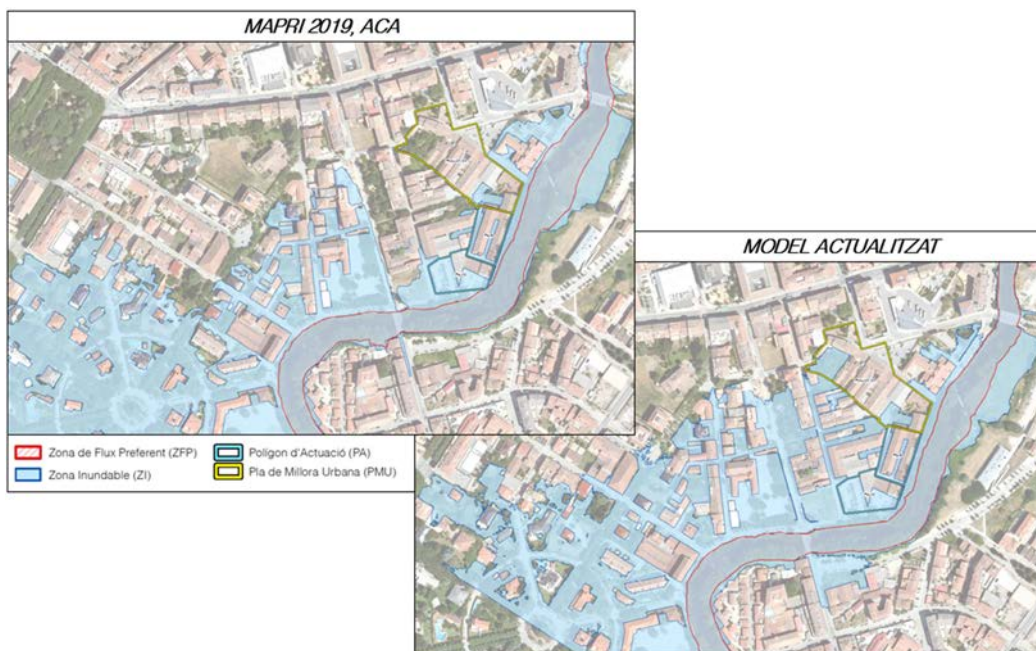 MAPRI 2019, ACA
MODEL ACTUALITZAT
Zona de Flux Preferent (ZFP)
Zona Inundable (ZI)
Polígon d'Actuació (PA)
Pla de Millora Urbana (PMU)